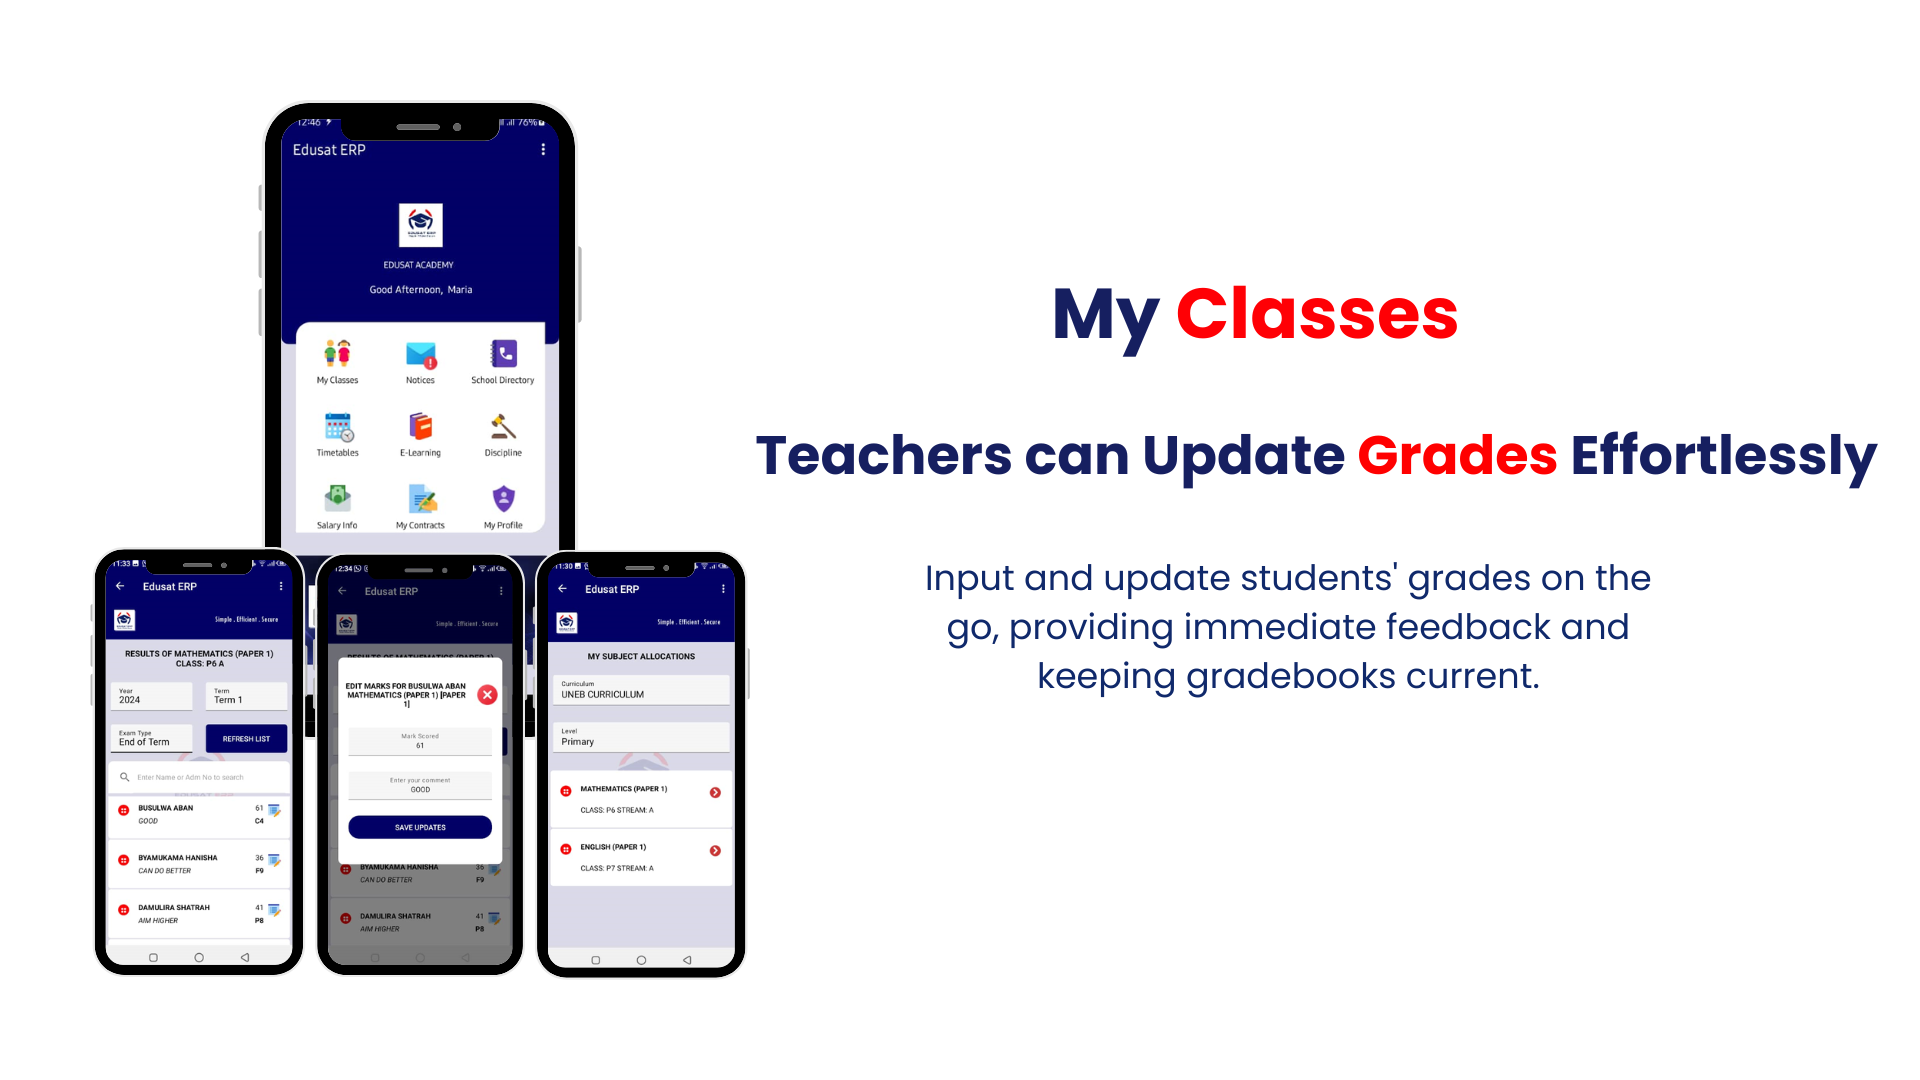 12:46
76%
Edusat ERP
EDUSAT ERP
EDUSAT ACADEMY
Good Afternoon, Maria
My Classes
Notices
School Directory
Timetables
E-Learning
Discipline
Salary Info
My Contracts
My Profile
11:33
Edusat ERP
Simple . Efficient . Secure
RESULTS OF MATHEMATICS (PAPER 1)
CLASS: P6 A
Year
2024
Term
Term 1
Exam Type
End of Term
REFRESH LIST
Enter Name or Adm No to search
BUSULWA ABAN
61
GOOD
C4
BYAMUKAMA HANISHA
36
CAN DO BETTER
F9
DAMULIRA SHATRAH
41
AIM HIGHER
P8
12:34
Edusat ERP
Simple . Efficient . Secure
RESULTS OF MATHEMATICS (PAPER 1)
EDIT MARKS FOR BUSULWA ABAN
MATHEMATICS (PAPER 1) [PAPER
1]
Mark Scored
61
Enter your comment
GOOD
SAVE UPDATES
BYAMUKAMA HANISHA
36
CAN DO BETTER
F9
DAMULIRA SHATRAH
41
AIM HIGHER
P8
11:30
Edusat ERP
Simple . Efficient . Secure
MY SUBJECT ALLOCATIONS
Curriculum
UNEB CURRICULUM
Level
Primary
MATHEMATICS (PAPER 1)
CLASS: P6 STREAM: A
ENGLISH (PAPER 1)
CLASS: P7 STREAM: A
My Classes
Teachers can Update Grades Effortlessly
Input and update students' grades on the
go, providing immediate feedback and
keeping gradebooks current.